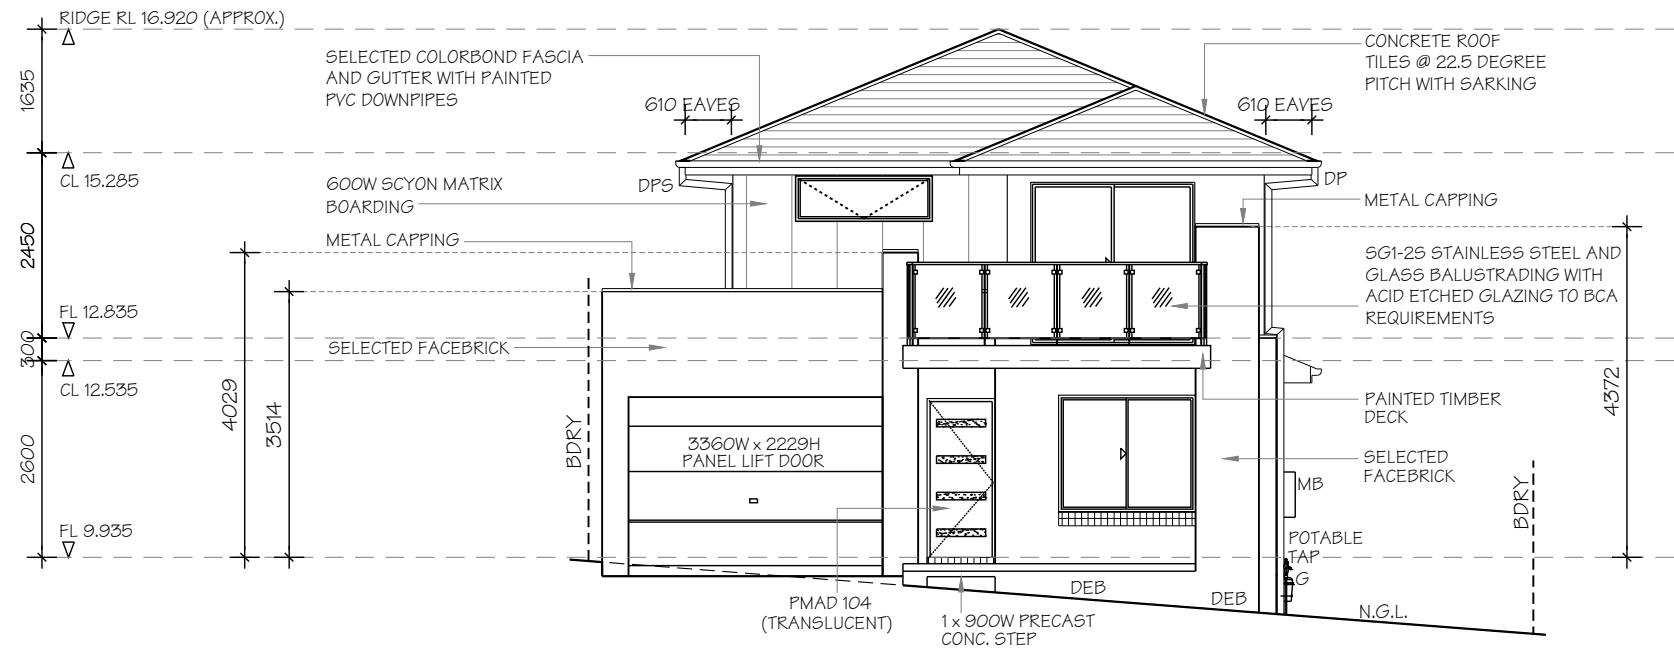 RIDGE RL 16.920 (APPROX.)
1635
CL 15.285
2450
FL 12.835
300
CL 12.535
2600
FL 9.935
4029
3514
SELECTED COLORBOND FASCIA
AND GUTTER WITH PAINTED
PVC DOWNPIPES
610 EAVES
DPS
600W SCYON MATRIX
BOARDING
METAL CAPPING
SELECTED FACEBRICK
BDRY
3360W x 2229H
PANEL LIFT DOOR
PMAD 104
(TRANSLUCENT)
1 x 900W PRECAST
CONC. STEP
DEB
DEB
N.G.L.
CONCRETE ROOF
TILES @ 22.5 DEGREE
PITCH WITH SARKING
610 EAVES
DP
METAL CAPPING
SG1-2S STAINLESS STEEL AND
GLASS BALUSTRADING WITH
ACID ETCHED GLAZING TO BCA
REQUIREMENTS
4372
PAINTED TIMBER
DECK
SELECTED
FACEBRICK
MB
BDRY
POTABLE
TAP
G